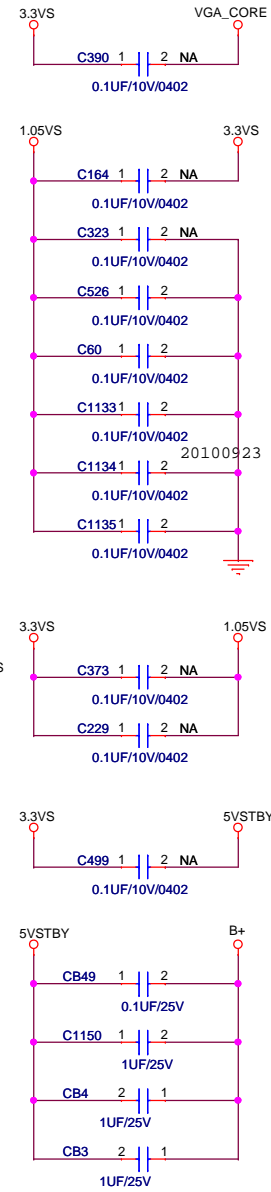 3.3VS VGA_CORE
C390 1 2 NA
0.1UF/10V/0402
1.05VS 3.3VS
C164 1 2 NA
0.1UF/10V/0402
C323 1 2 NA
0.1UF/10V/0402
C526 1 2
0.1UF/10V/0402
C60 1 2
0.1UF/10V/0402
C1133 1 2
0.1UF/10V/0402
20100923
C1134 1 2
0.1UF/10V/0402
C1135 1 2
0.1UF/10V/0402
3.3VS 1.05VS
S
C373 1 2 NA
0.1UF/10V/0402
C229 1 2 NA
0.1UF/10V/0402
3.3VS 5VSTBY
C499 1 2 NA
0.1UF/10V/0402
5VSTBY B+
CB49 1 2
0.1UF/25V
C1150 1 2
1UF/25V
CB4 2 1
1UF/25V
CB3 2 1
1UF/25V